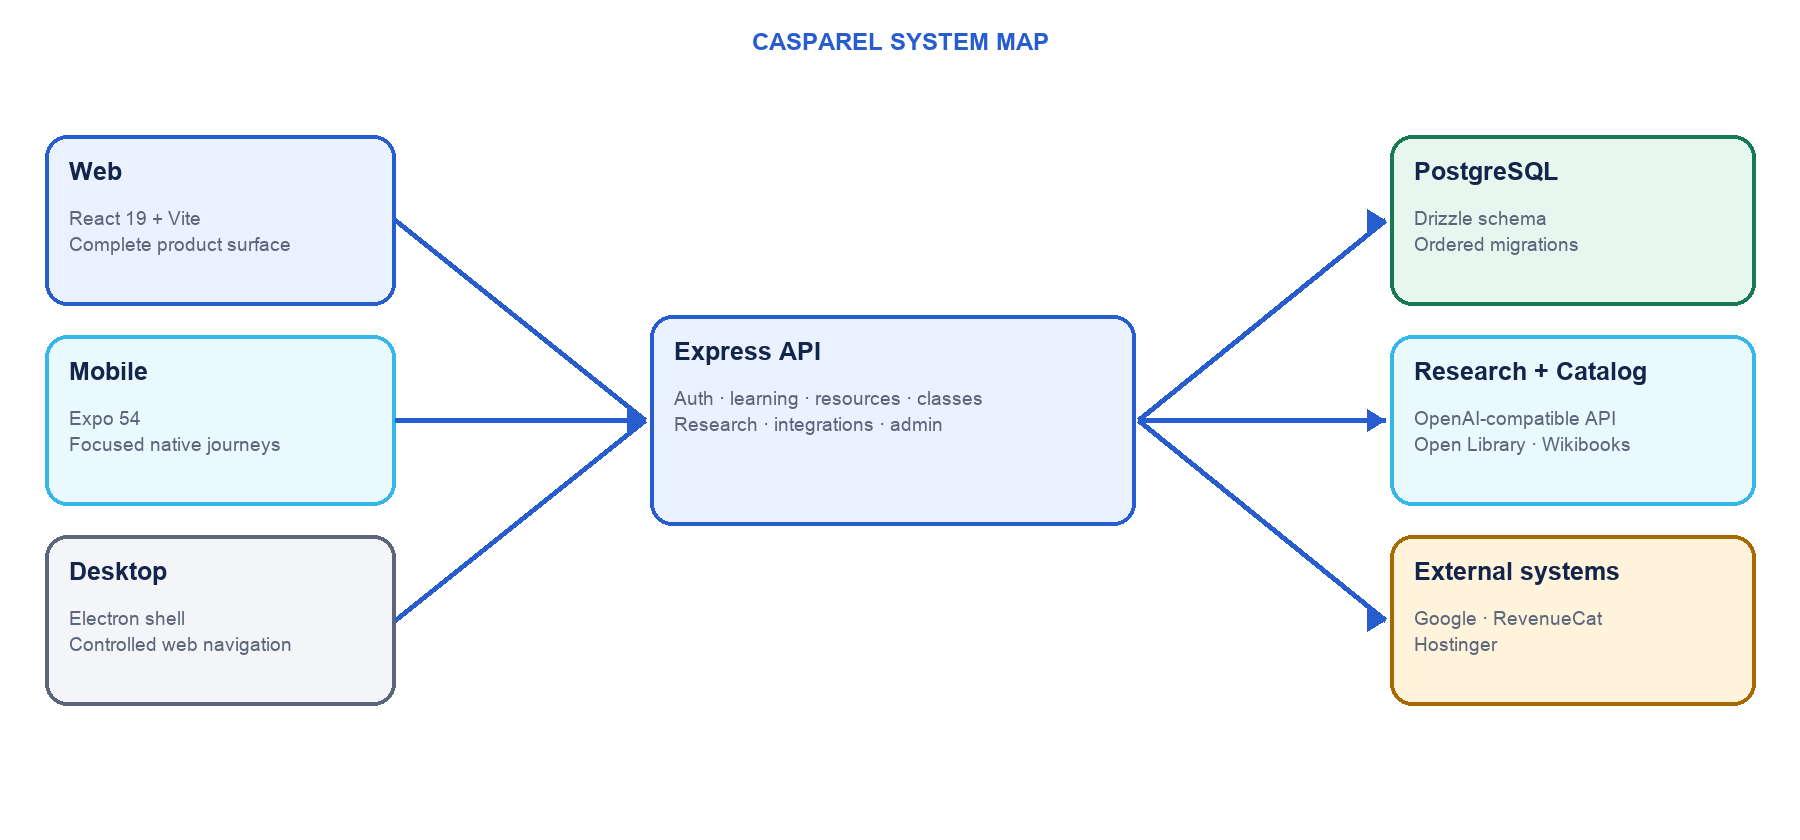 CASPAREL SYSTEM MAP
Web
React 19 + Vite
Complete product surface
Mobile
Expo 54
Focused native journeys
Desktop
Electron shell
Controlled web navigation
Express API
Auth · learning · resources · classes
Research · integrations · admin
PostgreSQL
Drizzle schema
Ordered migrations
Research + Catalog
OpenAI-compatible API
Open Library · Wikibooks
External systems
Google · RevenueCat
Hostinger